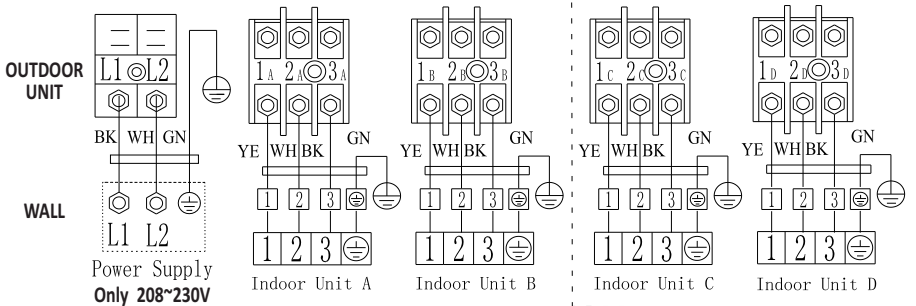 OUTDOOR UNIT
L1 L2
1A 2A 3A
1B 2B 3B
1C 2C 3C
1D 2D 3D
BK WH GN
YE WH BK GN
YE WH BK GN
YE WH BK GN
YE WH BK GN
WALL
L1 L2
1 2 3
1 2 3
1 2 3
1 2 3
1 2 3
1 2 3
1 2 3
1 2 3
Power Supply
Only 208~230V
Indoor Unit A
Indoor Unit B
Indoor Unit C
Indoor Unit D